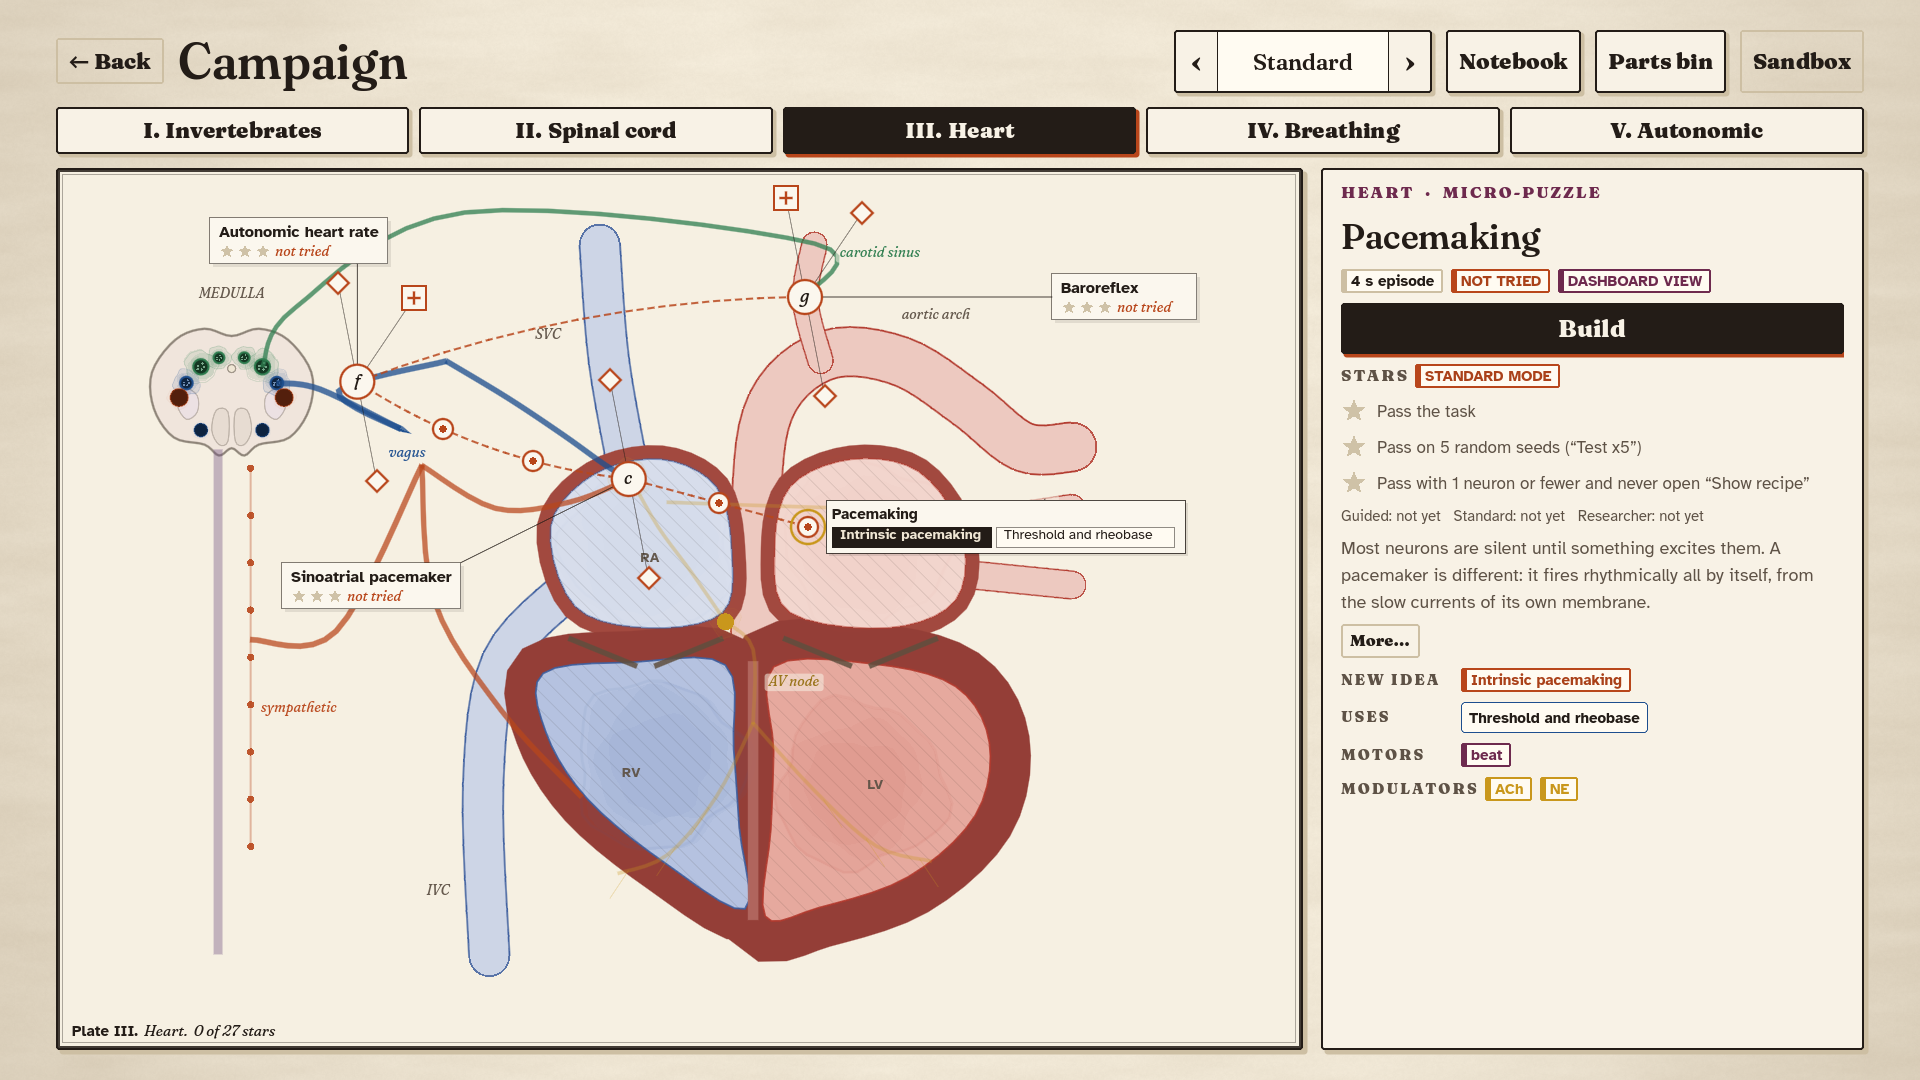 ← Back
Campaign
‹ Standard ›
Notebook
Parts bin
Sandbox
I. Invertebrates
II. Spinal cord
III. Heart
IV. Breathing
V. Autonomic
Autonomic heart rate
not tried
MEDULLA
carotid sinus
Baroreflex
not tried
aortic arch
SVC
g
f
vagus
c
Pacemaking
Intrinsic pacemaking
Threshold and rheobase
RA
Sinoatrial pacemaker
not tried
AV node
sympathetic
RV
LV
IVC
Plate III. Heart. 0 of 27 stars
HEART · MICRO-PUZZLE
Pacemaking
4 s episode
NOT TRIED
DASHBOARD VIEW
Build
STARS
STANDARD MODE
Pass the task
Pass on 5 random seeds (“Test x5”)
Pass with 1 neuron or fewer and never open “Show recipe”
Guided: not yet Standard: not yet Researcher: not yet
Most neurons are silent until something excites them. A
pacemaker is different: it fires rhythmically all by itself, from
the slow currents of its own membrane.
More...
NEW IDEA
Intrinsic pacemaking
USES
Threshold and rheobase
MOTORS
beat
MODULATORS
ACh
NE